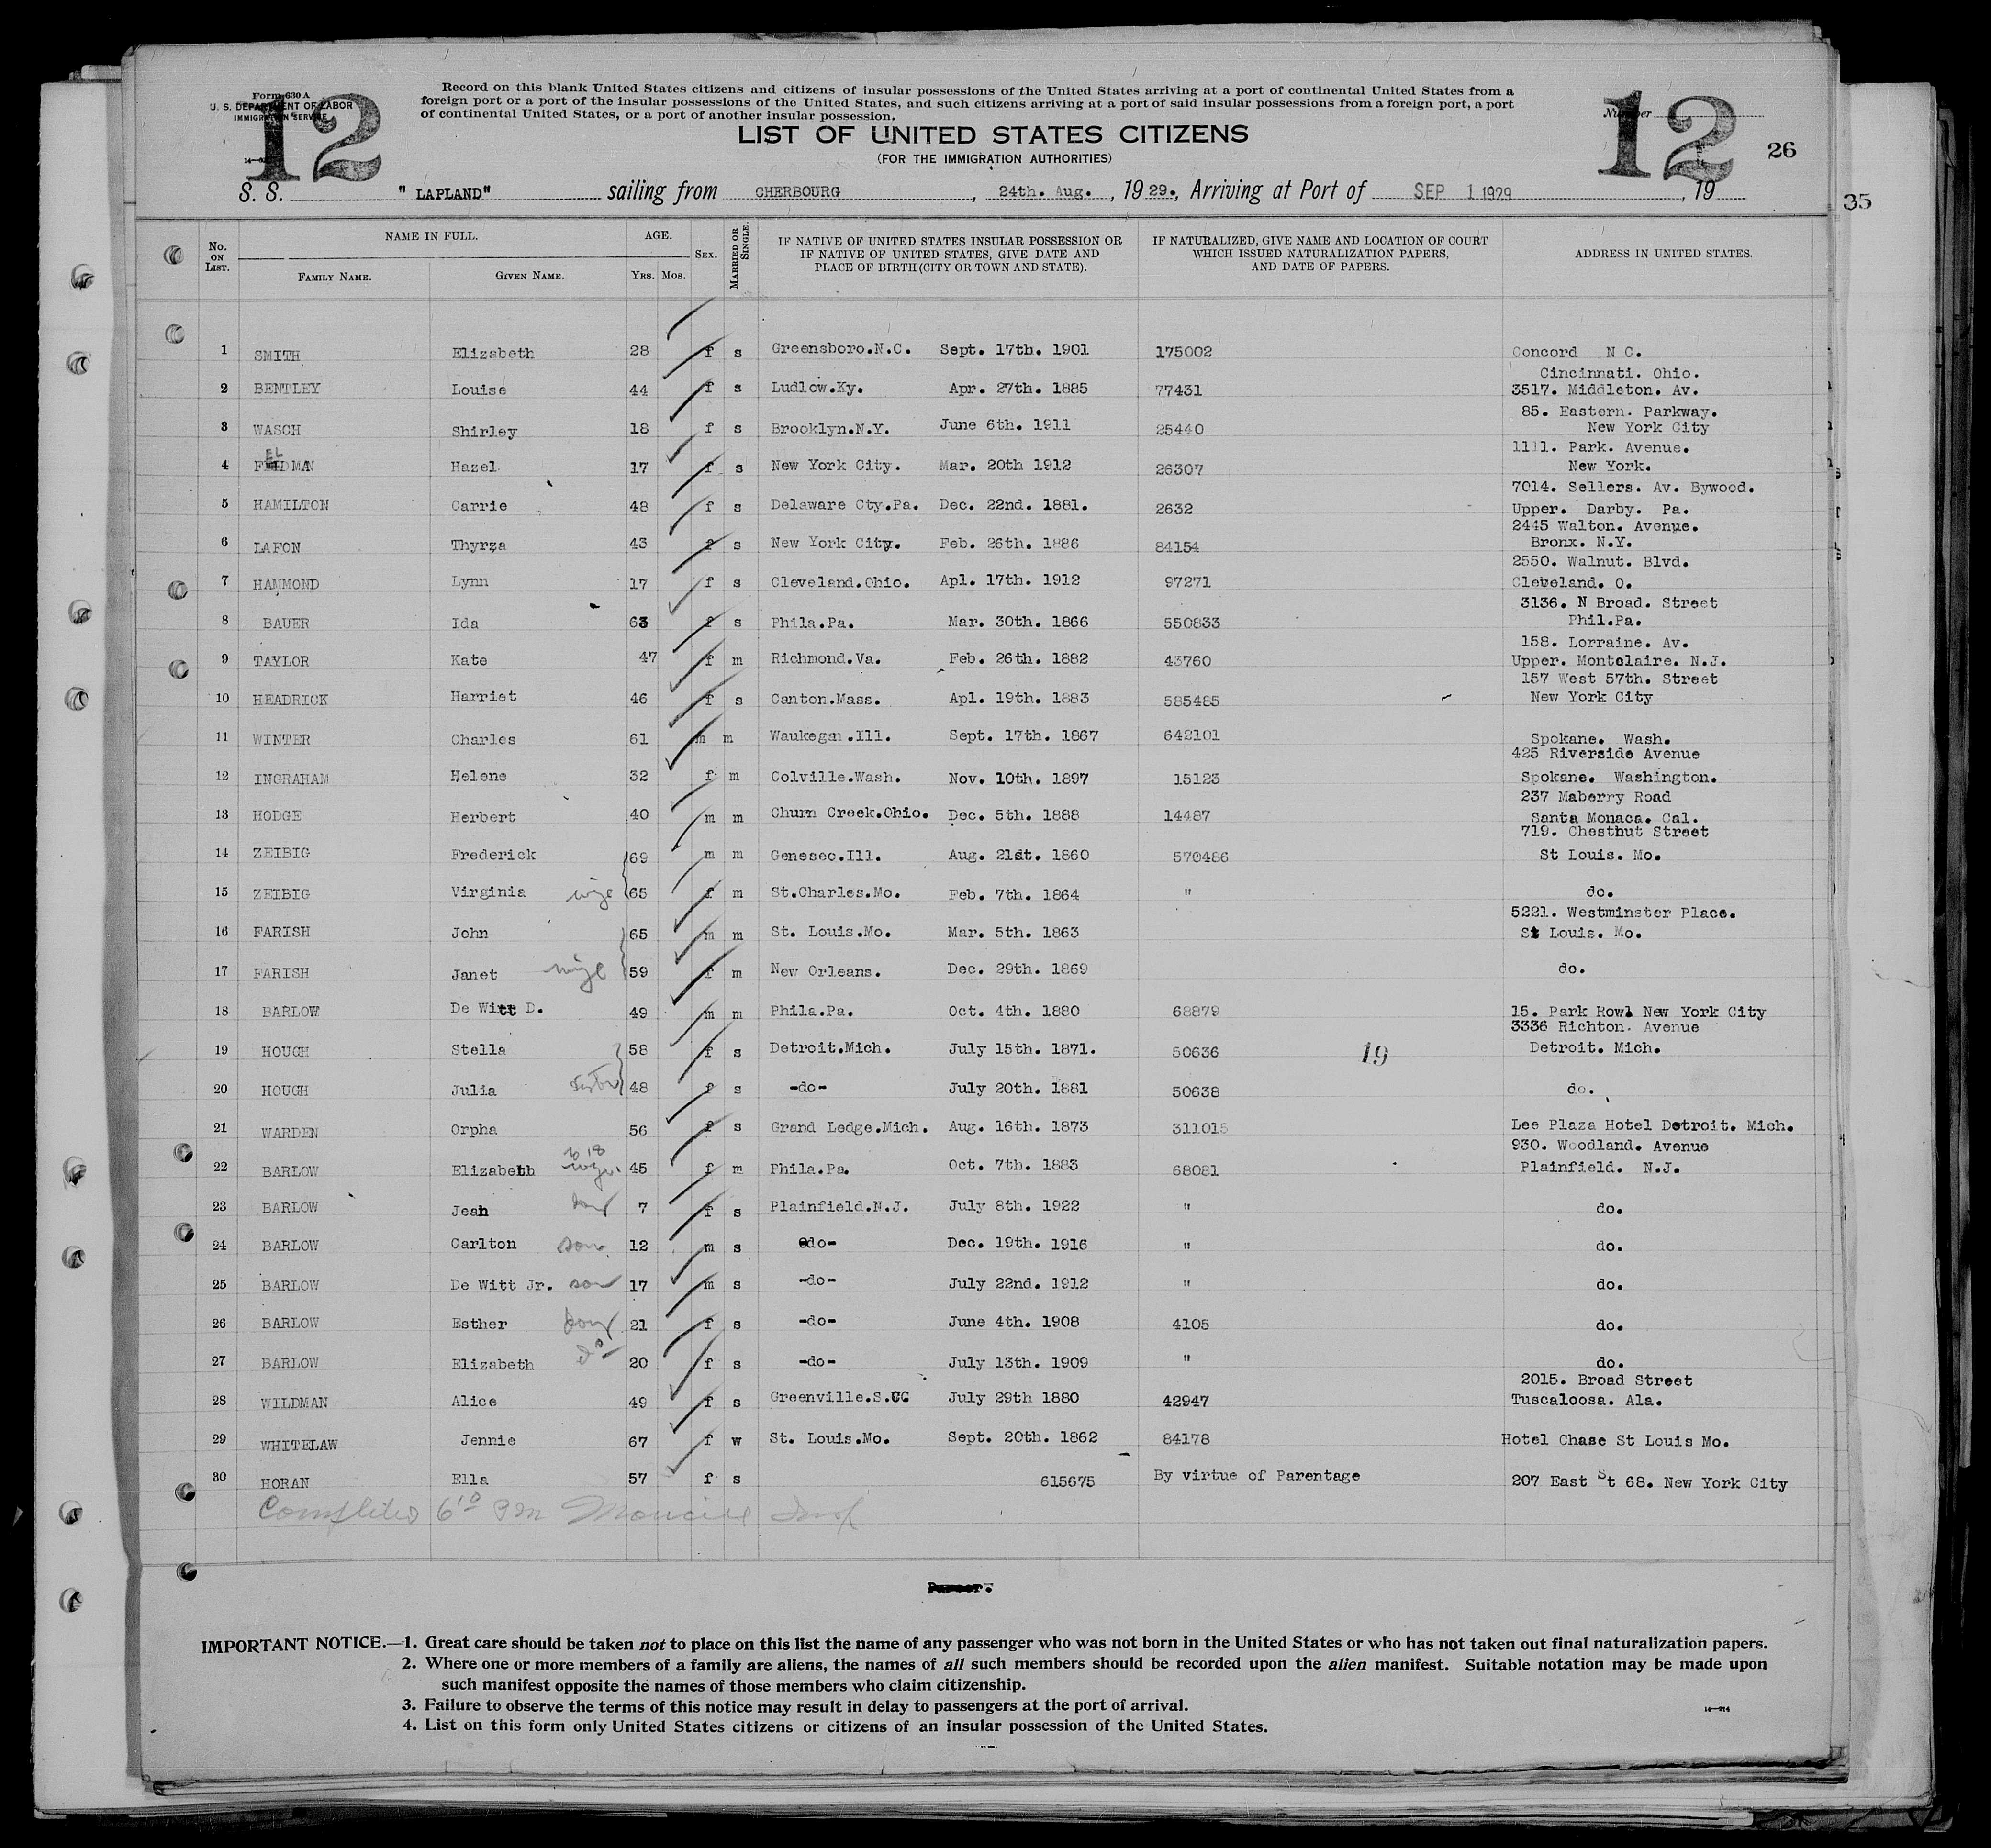 12
12
26
35
Form 630 A
U. S. DEPARTMENT OF LABOR
IMMIGRATION SERVICE
Number
Record on this blank United States citizens and citizens of insular possessions of the United States arriving at a port of continental United States from a
foreign port or a port of the insular possessions of the United States, and such citizens arriving at a port of said insular possessions from a foreign port, a port
of continental United States, or a port of another insular possession.
LIST OF UNITED STATES CITIZENS
(FOR THE IMMIGRATION AUTHORITIES)
S. S. "LAPLAND" sailing from CHERBOURG, 24th. Aug., 1929., Arriving at Port of SEP 1 1929, 19
No. ON LIST. NAME IN FULL. AGE. SEX. MARRIED OR SINGLE. IF NATIVE OF UNITED STATES INSULAR POSSESSION OR IF NATIVE OF UNITED STATES, GIVE DATE AND PLACE OF BIRTH (CITY OR TOWN AND STATE). IF NATURALIZED, GIVE NAME AND LOCATION OF COURT WHICH ISSUED NATURALIZATION PAPERS, AND DATE OF PAPERS. ADDRESS IN UNITED STATES.
FAMILY NAME. GIVEN NAME. YRS. MOS.
1 SMITH Elizabeth 28 f s Greensboro.N.C. Sept. 17th. 1901 175002 Concord N C.
Cincinnati. Ohio.
2 BENTLEY Louise 44 f s Ludlow.Ky. Apr. 27th. 1885 77431 3517. Middleton. Av.
85. Eastern. Parkway.
3 WASCH Shirley 18 f s Brooklyn.N.Y. June 6th. 1911 25440 New York City
1111. Park. Avenue.
4 FELDMAN Hazel 17 f s New York City. Mar. 20th 1912 26307 New York.
7014. Sellers. Av. Bywood.
5 HAMILTON Carrie 48 f s Delaware Cty.Pa. Dec. 22nd. 1881. 2632 Upper. Darby. Pa.
2445 Walton. Avenue.
6 LAFON Thyrza 43 f s New York City. Feb. 26th. 1886 84154 Bronx. N.Y.
2550. Walnut. Blvd.
7 HAMMOND Lynn 17 f s Cleveland.Ohio. Apl. 17th. 1912 97271 Cleveland. O.
3136. N Broad. Street
8 BAUER Ida 63 f s Phila.Pa. Mar. 30th. 1866 550833 Phil.Pa.
158. Lorraine. Av.
9 TAYLOR Kate 47 f m Richmond.Va. Feb. 26th. 1882 43760 Upper. Montclaire. N.J.
157 West 57th. Street
10 HEADRICK Harriet 46 f s Canton.Mass. Apl. 19th. 1883 585485 New York City
11 WINTER Charles 61 m m Waukegan.Ill. Sept. 17th. 1867 642101 Spokane. Wash.
425 Riverside Avenue
12 INGRAHAM Helene 32 f m Colville.Wash. Nov. 10th. 1897 15123 Spokane. Washington.
237 Maberry Road
13 HODGE Herbert 40 m m Churn Creek.Ohio. Dec. 5th. 1888 14487 Santa Monaca. Cal.
719. Chestnut Street
14 ZEIBIG Frederick 69 m m Geneseo.Ill. Aug. 21st. 1860 570486 St Louis. Mo.
15 ZEIBIG Virginia wife 65 f m St.Charles.Mo. Feb. 7th. 1864 " do.
5221. Westminster Place.
16 FARISH John 65 m m St. Louis.Mo. Mar. 5th. 1863 St Louis. Mo.
17 FARISH Janet wife 59 f m New Orleans. Dec. 29th. 1869 do.
18 BARLOW De Witt D. 49 m m Phila.Pa. Oct. 4th. 1880 68879 15. Park Row. New York City
3336 Richton. Avenue
19 HOUGH Stella 58 f s Detroit.Mich. July 15th. 1871. 50636 19 Detroit. Mich.
20 HOUGH Julia Sister 48 f s -do- July 20th. 1881 50638 do.
21 WARDEN Orpha 56 f s Grand Ledge.Mich. Aug. 16th. 1873 311015 Lee Plaza Hotel Detroit. Mich.
930. Woodland. Avenue
22 BARLOW Elizabeth to 18 wife. 45 f m Phila.Pa. Oct. 7th. 1883 68081 Plainfield. N.J.
23 BARLOW Jean dau 7 f s Plainfield.N.J. July 8th. 1922 " do.
24 BARLOW Carlton son 12 m s -do- Dec. 19th. 1916 " do.
25 BARLOW De Witt Jr. son 17 m s -do- July 22nd. 1912 " do.
26 BARLOW Esther dau 21 f s -do- June 4th. 1908 4105 do.
27 BARLOW Elizabeth do 20 f s -do- July 13th. 1909 " do.
2015. Broad Street
28 WILDMAN Alice 49 f s Greenville.S.C July 29th 1880 42947 Tuscaloosa. Ala.
29 WHITELAW Jennie 67 f w St. Louis.Mo. Sept. 20th. 1862 84178 Hotel Chase St Louis Mo.
30 HORAN Ella 57 f s 615675 By virtue of Parentage 207 East St 68. New York City
Completed 6 10 PM
Purser.
IMPORTANT NOTICE.—1. Great care should be taken not to place on this list the name of any passenger who was not born in the United States or who has not taken out final naturalization papers.
2. Where one or more members of a family are aliens, the names of all such members should be recorded upon the alien manifest. Suitable notation may be made upon
such manifest opposite the names of those members who claim citizenship.
3. Failure to observe the terms of this notice may result in delay to passengers at the port of arrival.
4. List on this form only United States citizens or citizens of an insular possession of the United States.
14—214